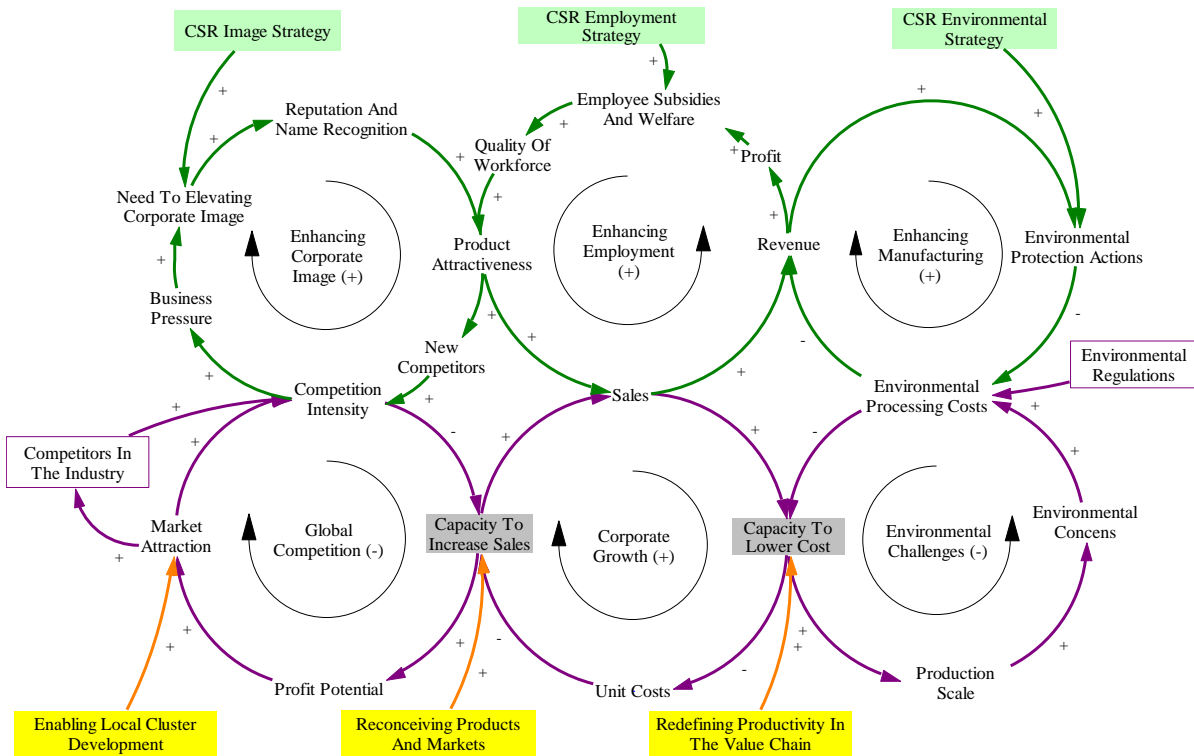 CSR Image Strategy
CSR Employment
Strategy
CSR Environmental
Strategy
+
+
+
+
Reputation And
Name Recognition
+
Employee Subsidies
And Welfare
+
+
Quality Of
Workforce
+
+
Profit
+
Need To Elevating
Corporate Image
+
+
Enhancing
Corporate
Image (+)
Product
Attractiveness
Enhancing
Employment
(+)
Revenue
Enhancing
Manufacturing
(+)
Environmental
Protection Actions
+
Business
Pressure
+
+
-
New
Competitors
+
+
-
Environmental
Regulations
Competition
Intensity
+
Sales
Environmental
Processing Costs
+
+
-
+
+
-
+
Competitors In
The Industry
+
Market
Attraction
Global
Competition (-)
Capacity To
Increase Sales
Corporate
Growth (+)
Capacity To
Lower Cost
Environmental
Challenges (-)
Environmental
Concens
+
+
+
+
-
+
-
+
+
+
Profit Potential
Unit Costs
Production
Scale
Enabling Local Cluster
Development
Reconceiving Products
And Markets
Redefining Productivity In
The Value Chain